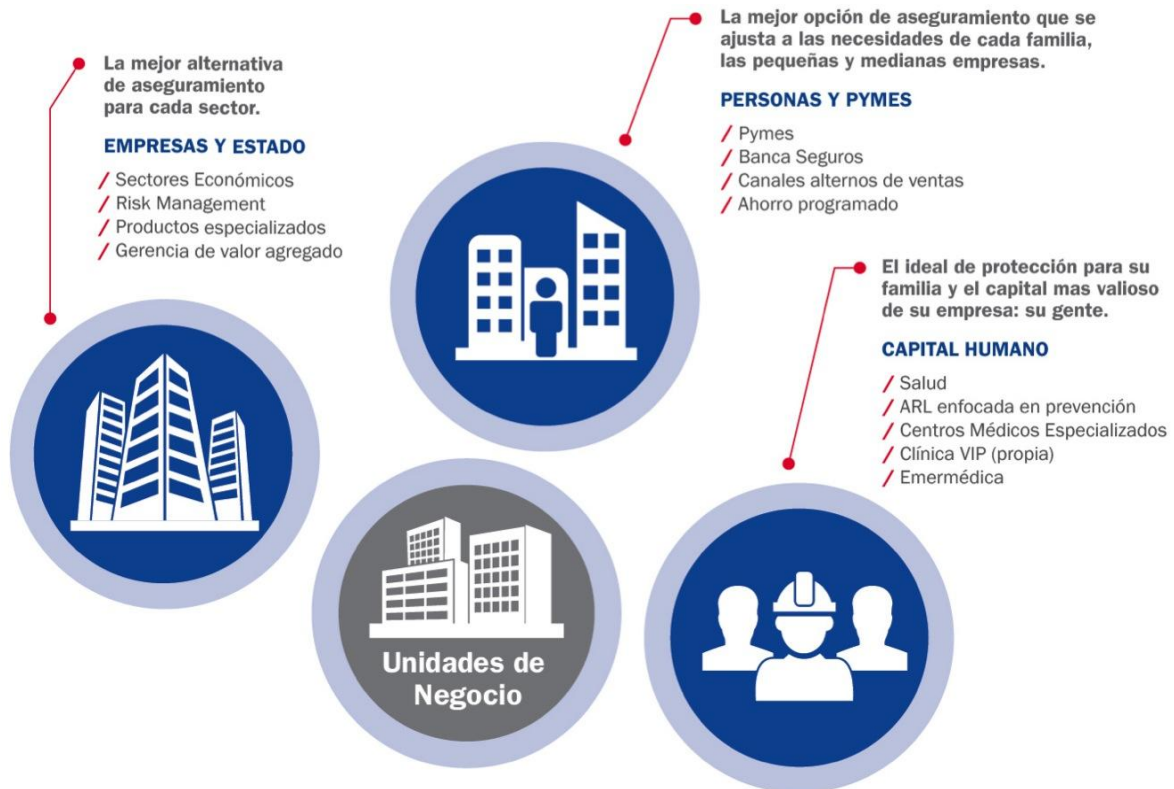 La mejor alternativa
de aseguramiento
para cada sector.
EMPRESAS Y ESTADO
/ Sectores Económicos
/ Risk Management
/ Productos especializados
/ Gerencia de valor agregado
La mejor opción de aseguramiento que se
ajusta a las necesidades de cada familia,
las pequeñas y medianas empresas.
PERSONAS Y PYMES
/ Pymes
/ Banca Seguros
/ Canales alternos de ventas
/ Ahorro programado
El ideal de protección para su
familia y el capital mas valioso
de su empresa: su gente.
CAPITAL HUMANO
/ Salud
/ ARL enfocada en prevención
/ Centros Médicos Especializados
/ Clínica VIP (propia)
/ Emermédica
Unidades de
Negocio